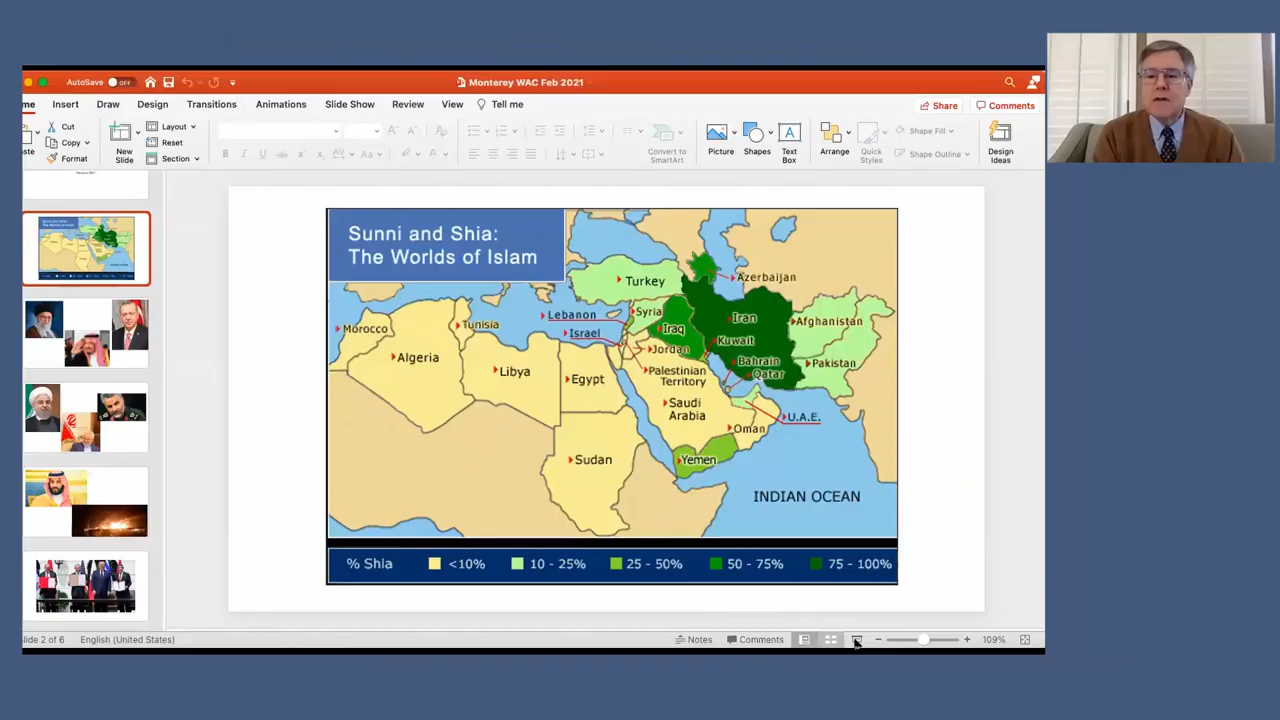 AutoSave OFF
Monterey WAC Feb 2021
me Insert Draw Design Transitions Animations Slide Show Review View Tell me
Share Comments
Cut
Copy
Format
New
Slide
Layout
Reset
Section
Convert to
SmartArt
Picture
Shapes
Text
Box
Arrange
Quick
Styles
Shape Fill
Shape Outline
Design
Ideas
Sunni and Shia:
The Worlds of Islam
Turkey
Azerbaijan
Lebanon
Syria
Iran
Afghanistan
Morocco
Tunisia
Israel
Iraq
Kuwait
Jordan
Algeria
Bahrain
Pakistan
Libya
Egypt
Palestinian
Territory
Qatar
Saudi
Arabia
U.A.E.
Oman
Sudan
Yemen
INDIAN OCEAN
% Shia <10% 10 - 25% 25 - 50% 50 - 75% 75 - 100%
Slide 2 of 6 English (United States)
Notes Comments 109%